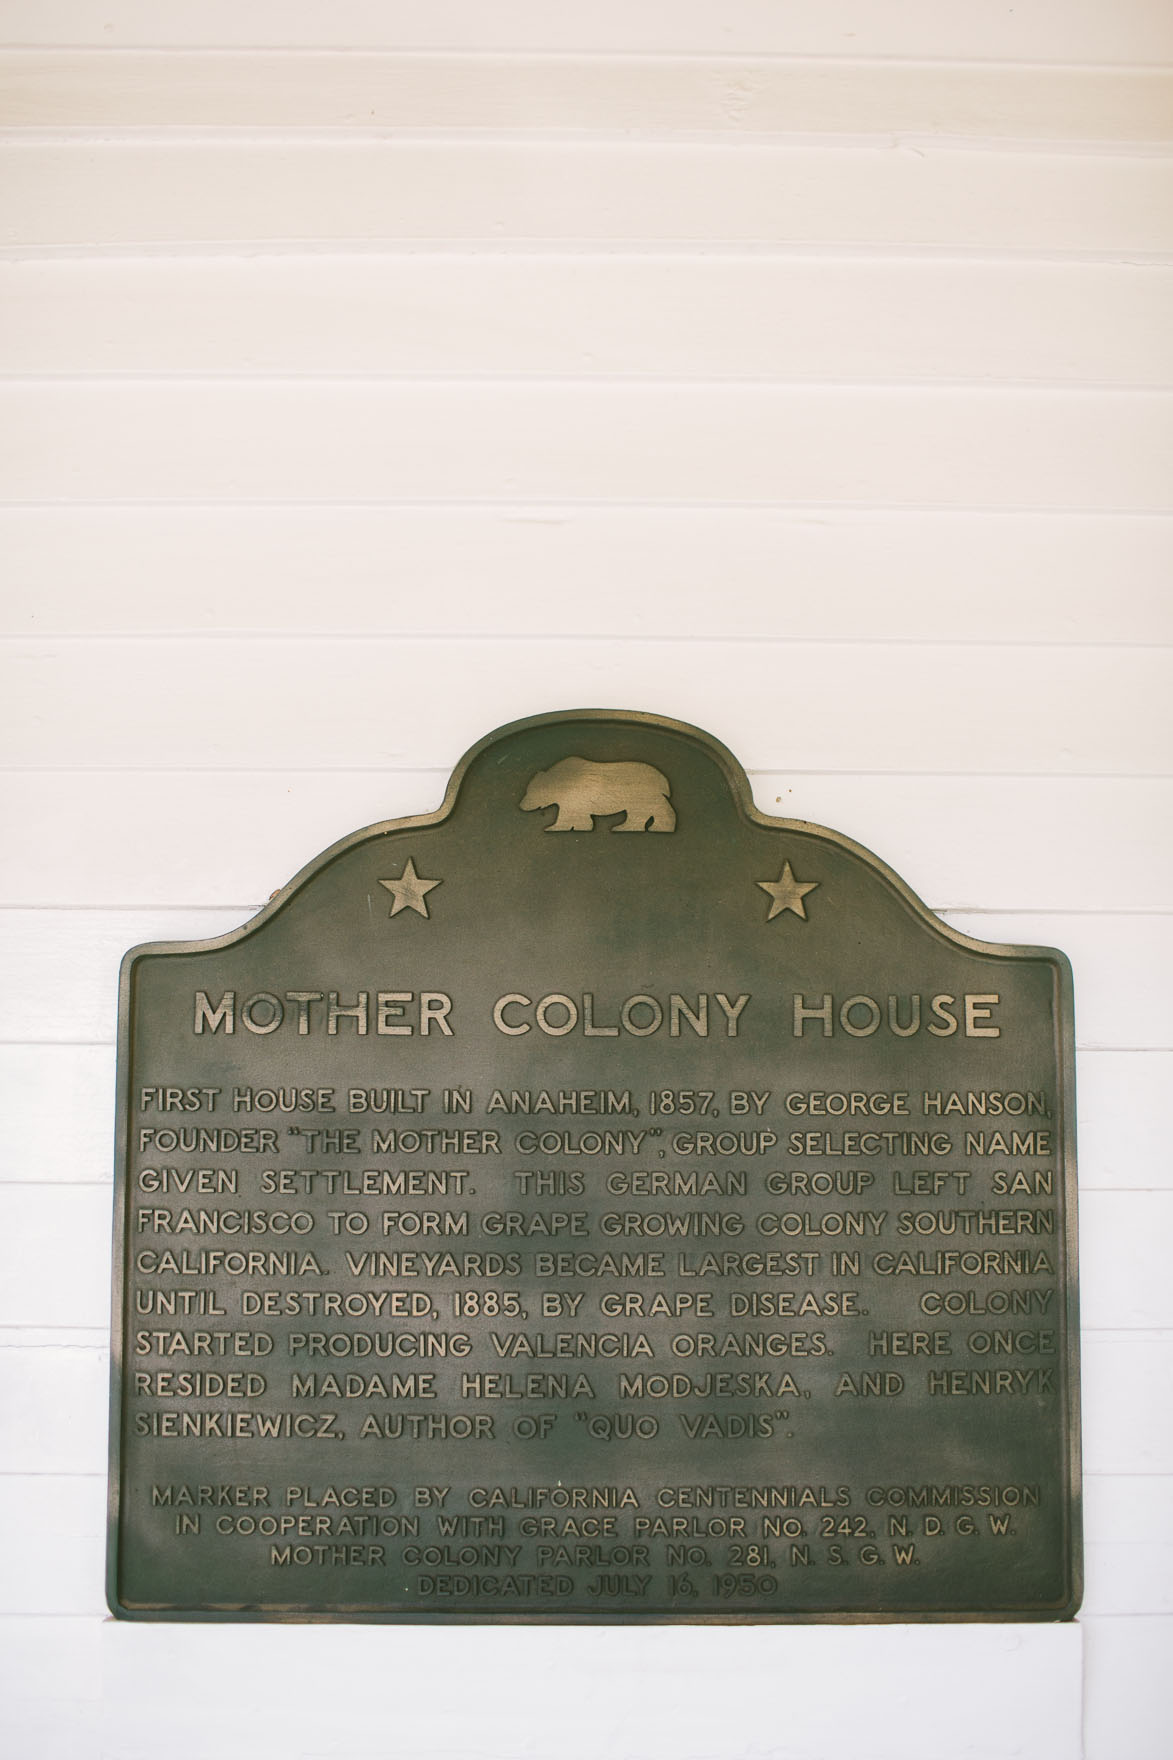 MOTHER COLONY HOUSE
FIRST HOUSE BUILT IN ANAHEIM, 1857, BY GEORGE HANSON,
FOUNDER "THE MOTHER COLONY", GROUP SELECTING NAME
GIVEN SETTLEMENT. THIS GERMAN GROUP LEFT SAN
FRANCISCO TO FORM GRAPE GROWING COLONY SOUTHERN
CALIFORNIA. VINEYARDS BECAME LARGEST IN CALIFORNIA
UNTIL DESTROYED, 1885, BY GRAPE DISEASE. COLONY
STARTED PRODUCING VALENCIA ORANGES. HERE ONCE
RESIDED MADAME HELENA MODJESKA, AND HENRYK
SIENKIEWICZ, AUTHOR OF "QUO VADIS".
MARKER PLACED BY CALIFORNIA CENTENNIALS COMMISSION
IN COOPERATION WITH GRACE PARLOR NO. 242, N. D. G. W.
MOTHER COLONY PARLOR NO. 281, N. S. G. W.
DEDICATED JULY 16, 1950